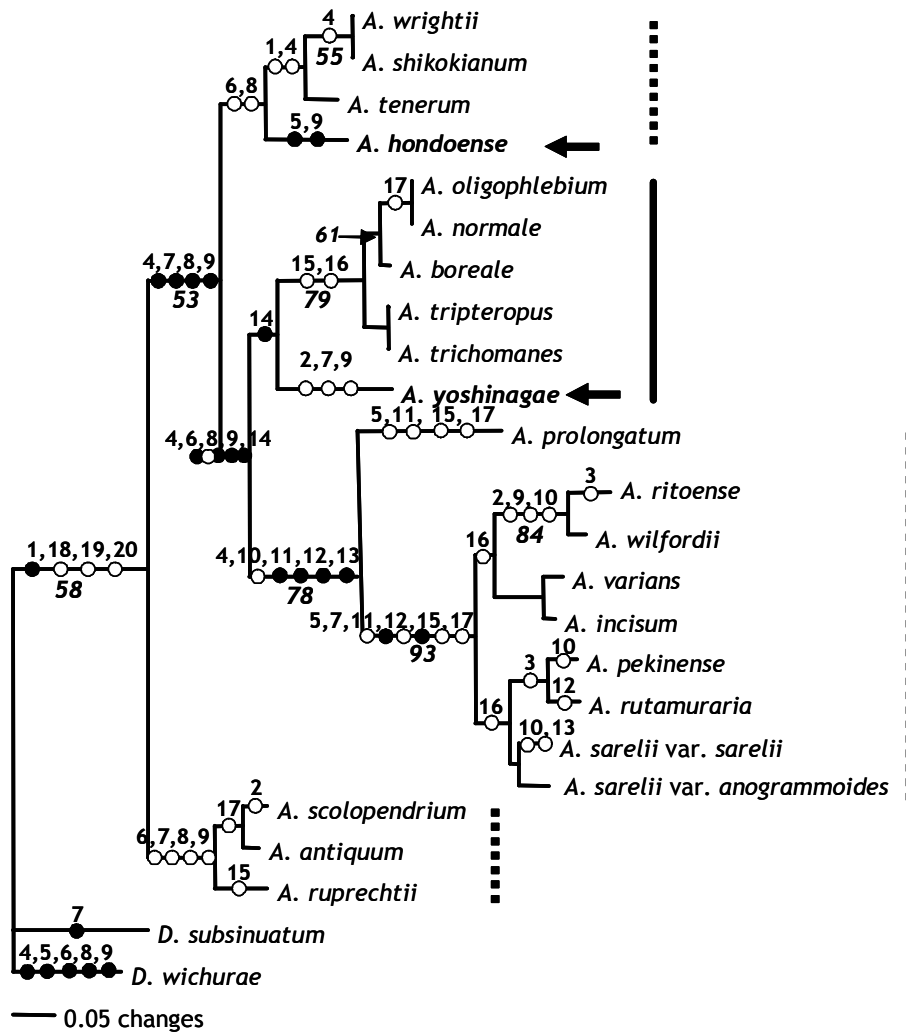 4
A. wrightii
1,4
55
A. shikokianum
6,8
A. tenerum
5,9
A. hondoense
17
A. oligophlebium
61
A. normale
4,7,8,9
15,16
A. boreale
53
79
14
A. tripteropus
2,7,9
A. trichomanes
A. yoshinagae
4,6,8,9,14
5,11, 15, 17
A. prolongatum
3
2,9,10
A. ritoense
84
A. wilfordii
1,18,19,20
4,10,11,12,13
16
58
78
A. varians
5,7,11,12,15,17
A. incisum
93
10
3
A. pekinense
12
16
A. rutamuraria
10,13
A. sarelii var. sarelii
2
A. sarelii var. anogrammoides
17
A. scolopendrium
6,7,8,9
A. antiquum
15
A. ruprechtii
7
D. subsinuatum
4,5,6,8,9
D. wichurae
0.05 changes